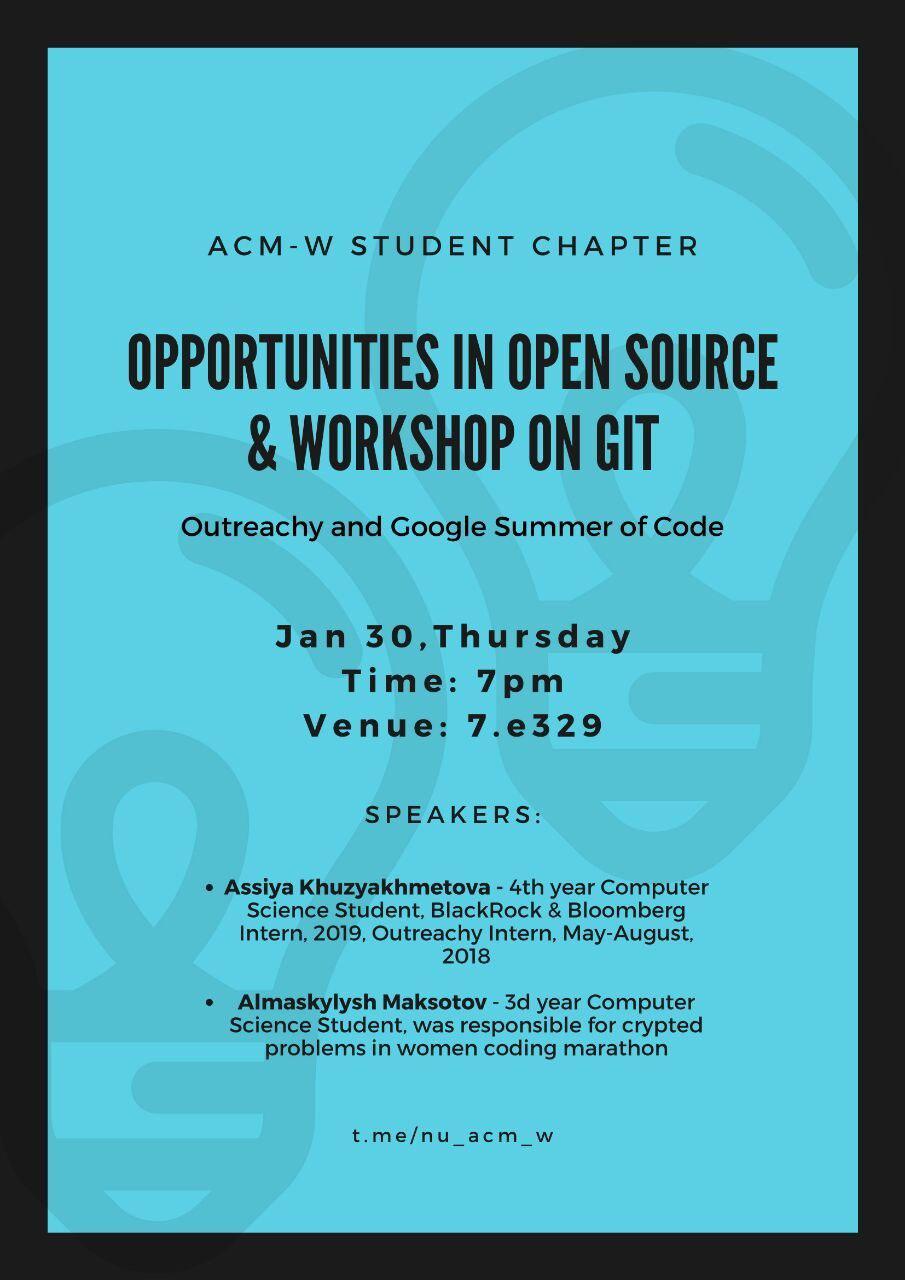 ACM-W STUDENT CHAPTER
OPPORTUNITIES IN OPEN SOURCE
& WORKSHOP ON GIT
Outreachy and Google Summer of Code
Jan 30,Thursday
Time: 7pm
Venue: 7.e329
SPEAKERS:
• Assiya Khuzyakhmetova - 4th year Computer
Science Student, BlackRock & Bloomberg
Intern, 2019, Outreachy Intern, May-August,
2018
• Almaskylysh Maksotov - 3d year Computer
Science Student, was responsible for crypted
problems in women coding marathon
t.me/nu_acm_w